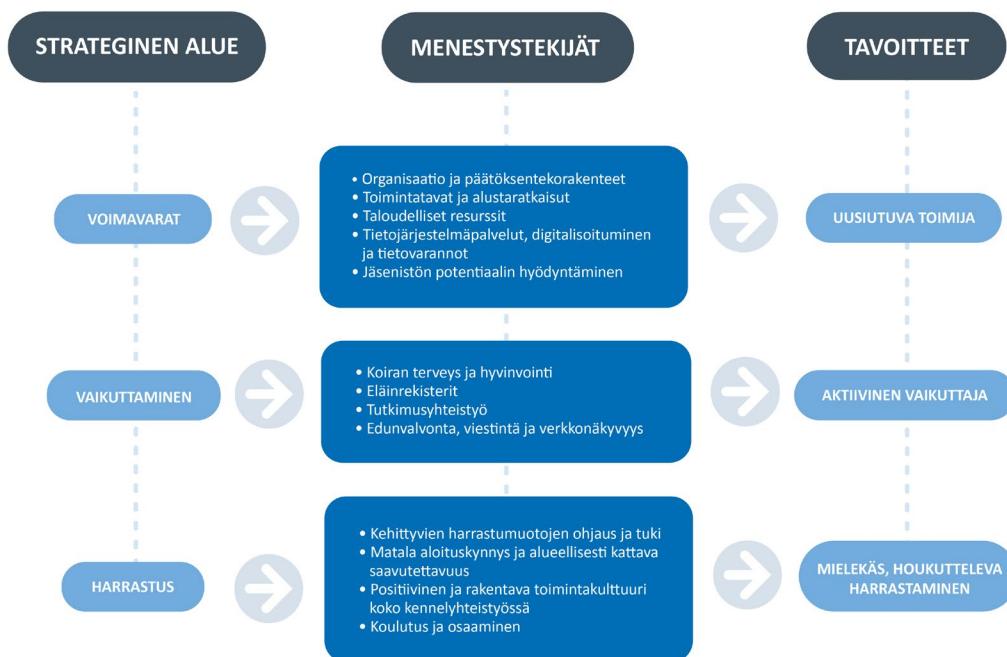 STRATEGINEN ALUE
MENESTYSTEKIJÄT
TAVOITTEET
VOIMAVARAT
• Organisaatio ja päätöksentekorakenteet
• Toimintatavat ja alustaratkaisut
• Taloudelliset resurssit
• Tietojärjestelmäpalvelut, digitalisoituminen
ja tietovarannot
• Jäsenistön potentiaalin hyödyntäminen
UUSIUTUVA TOIMIJA
VAIKUTTAMINEN
• Koiran terveys ja hyvinvointi
• Eläinrekisterit
• Tutkimusyhteistyö
• Edunvalvonta, viestintä ja verkkonäkyvyys
AKTIIVINEN VAIKUTTAJA
HARRASTUS
• Kehittyvien harrastumuotojen ohjaus ja tuki
• Matala aloituskynnys ja alueellisesti kattava
saavutettavuus
• Positiivinen ja rakentava toimintakulttuuri
koko kennelyhteistyössä
• Koulutus ja osaaminen
MIELEKÄS, HOUKUTTELEVA
HARRASTAMINEN